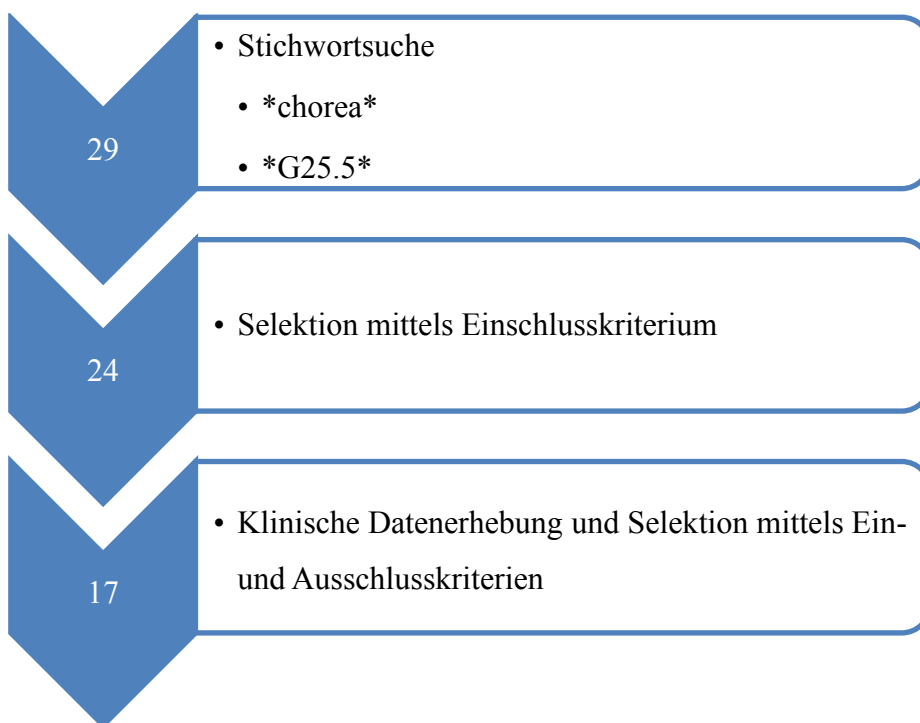 29
• Stichwortsuche
• *chorea*
• *G25.5*
24
• Selektion mittels Einschlusskriterium
17
• Klinische Datenerhebung und Selektion mittels Ein-
und Ausschlusskriterien